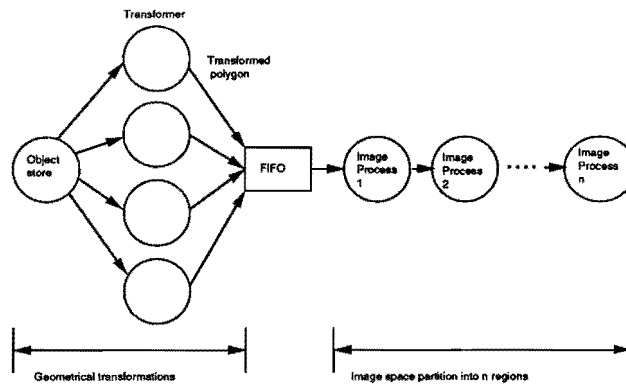 Transformer
Transformed
polygon
Object
store
FIFO
Image
Process
1
Image
Process
2
Image
Process
n
Geometrical transformations
Image space partition into n regions